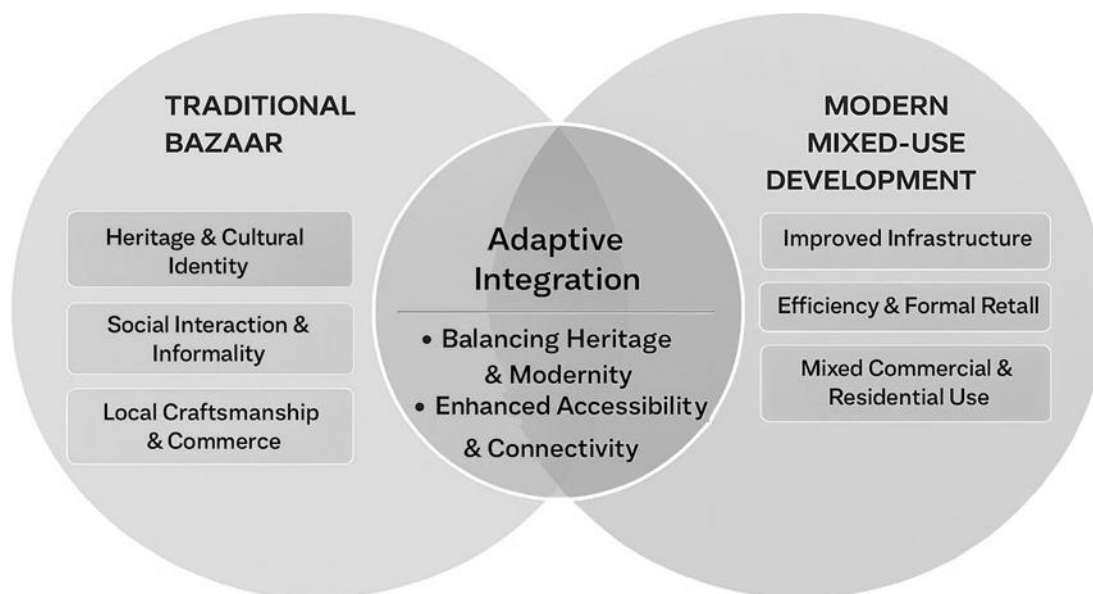 TRADITIONAL
BAZAAR
Heritage & Cultural
Identity
Social Interaction &
Informality
Local Craftsmanship
& Commerce
Adaptive
Integration
• Balancing Heritage
& Modernity
• Enhanced Accessibility
& Connectivity
MODERN
MIXED-USE
DEVELOPMENT
Improved Infrastructure
Efficiency & Formal Retall
Mixed Commercial &
Residential Use